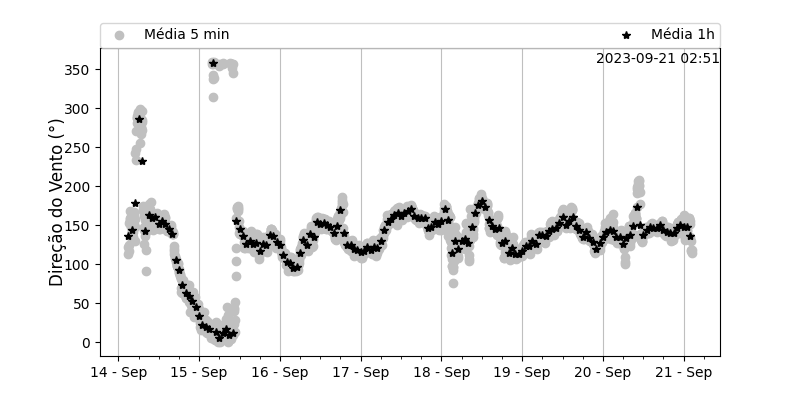 Média 5 min
Média 1h
2023-09-21 02:51
Direção do Vento (°)
350
300
250
200
150
100
50
0
14 - Sep
15 - Sep
16 - Sep
17 - Sep
18 - Sep
19 - Sep
20 - Sep
21 - Sep